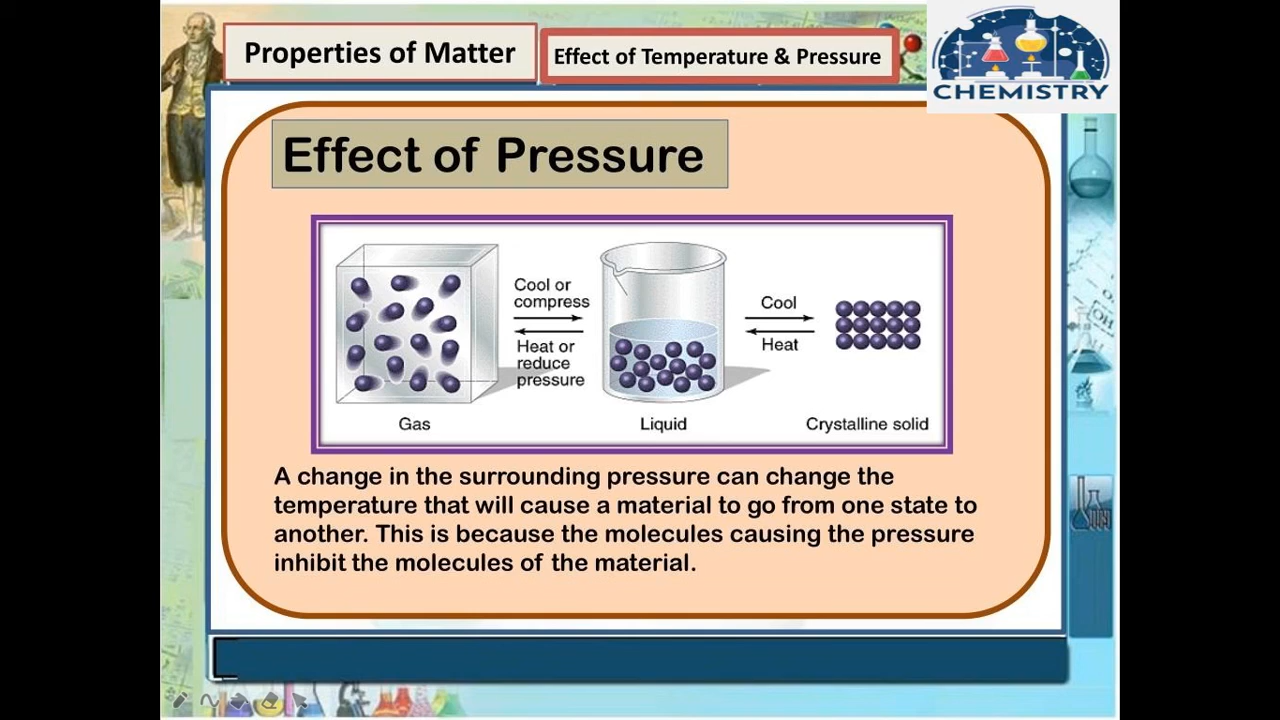 Properties of Matter
Effect of Temperature & Pressure
CHEMISTRY
Effect of Pressure
Cool or
compress
Heat or
reduce
pressure
Cool
Heat
Gas
Liquid
Crystalline solid
A change in the surrounding pressure can change the
temperature that will cause a material to go from one state to
another. This is because the molecules causing the pressure
inhibit the molecules of the material.